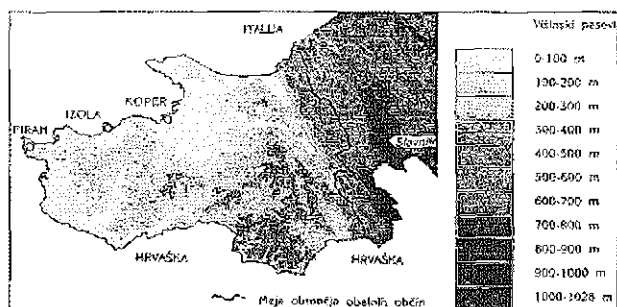 ITALIJA
KOPER
IZOLA
PIRAN
Slavnik
HRVAŠKA
HRVAŠKA
Meja območja obalnih občin
Višinski pasovi
0-100 m
100-200 m
200-300 m
300-400 m
400-500 m
500-600 m
600-700 m
700-800 m
800-900 m
900-1000 m
1000-1028 m